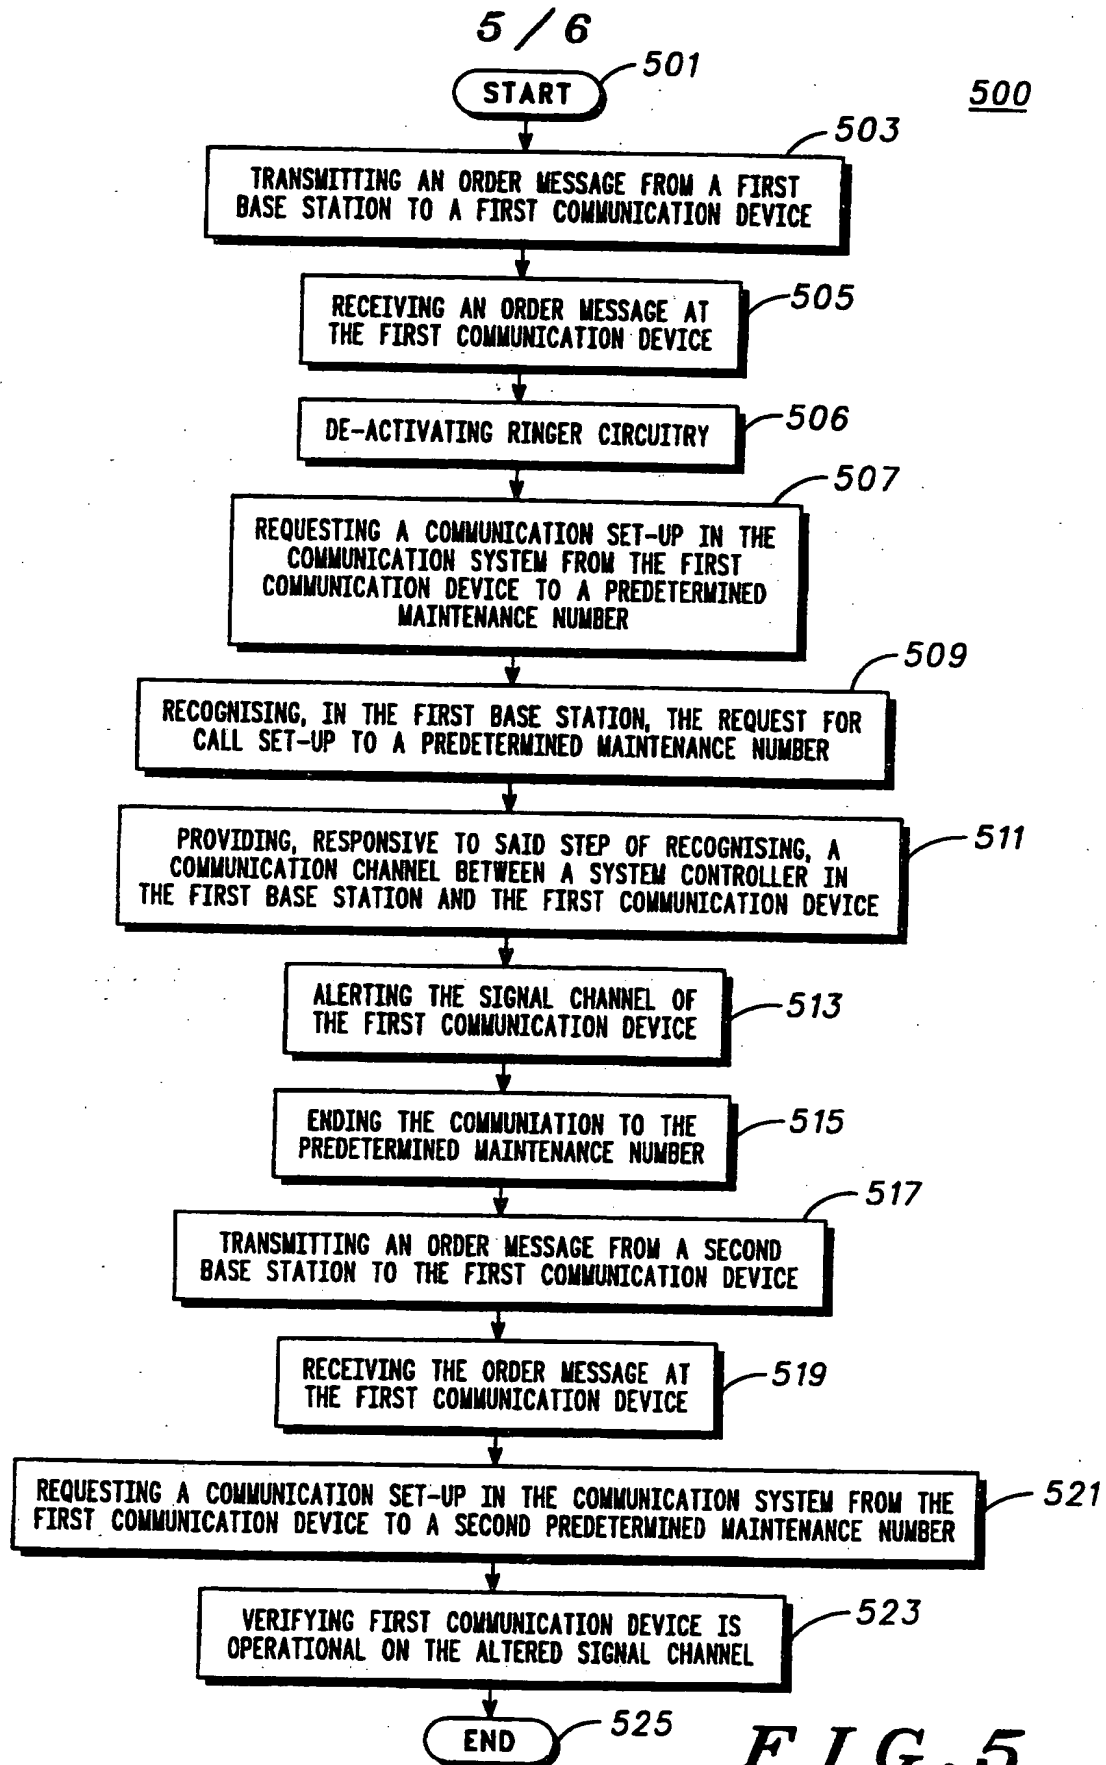 5/6
START
501
500
503
TRANSMITTING AN ORDER MESSAGE FROM A FIRST
BASE STATION TO A FIRST COMMUNICATION DEVICE
505
RECEIVING AN ORDER MESSAGE AT
THE FIRST COMMUNICATION DEVICE
506
DE-ACTIVATING RINGER CIRCUITRY
507
REQUESTING A COMMUNICATION SET-UP IN THE
COMMUNICATION SYSTEM FROM THE FIRST
COMMUNICATION DEVICE TO A PREDETERMINED
MAINTENANCE NUMBER
509
RECOGNISING, IN THE FIRST BASE STATION, THE REQUEST FOR
CALL SET-UP TO A PREDETERMINED MAINTENANCE NUMBER
511
PROVIDING, RESPONSIVE TO SAID STEP OF RECOGNISING, A
COMMUNICATION CHANNEL BETWEEN A SYSTEM CONTROLLER IN
THE FIRST BASE STATION AND THE FIRST COMMUNICATION DEVICE
513
ALERTING THE SIGNAL CHANNEL OF
THE FIRST COMMUNICATION DEVICE
515
ENDING THE COMMUNIATION TO THE
PREDETERMINED MAINTENANCE NUMBER
517
TRANSMITTING AN ORDER MESSAGE FROM A SECOND
BASE STATION TO THE FIRST COMMUNICATION DEVICE
519
RECEIVING THE ORDER MESSAGE AT
THE FIRST COMMUNICATION DEVICE
521
REQUESTING A COMMUNICATION SET-UP IN THE COMMUNICATION SYSTEM FROM THE
FIRST COMMUNICATION DEVICE TO A SECOND PREDETERMINED MAINTENANCE NUMBER
523
VERIFYING FIRST COMMUNICATION DEVICE IS
OPERATIONAL ON THE ALTERED SIGNAL CHANNEL
525
END
FIG.5